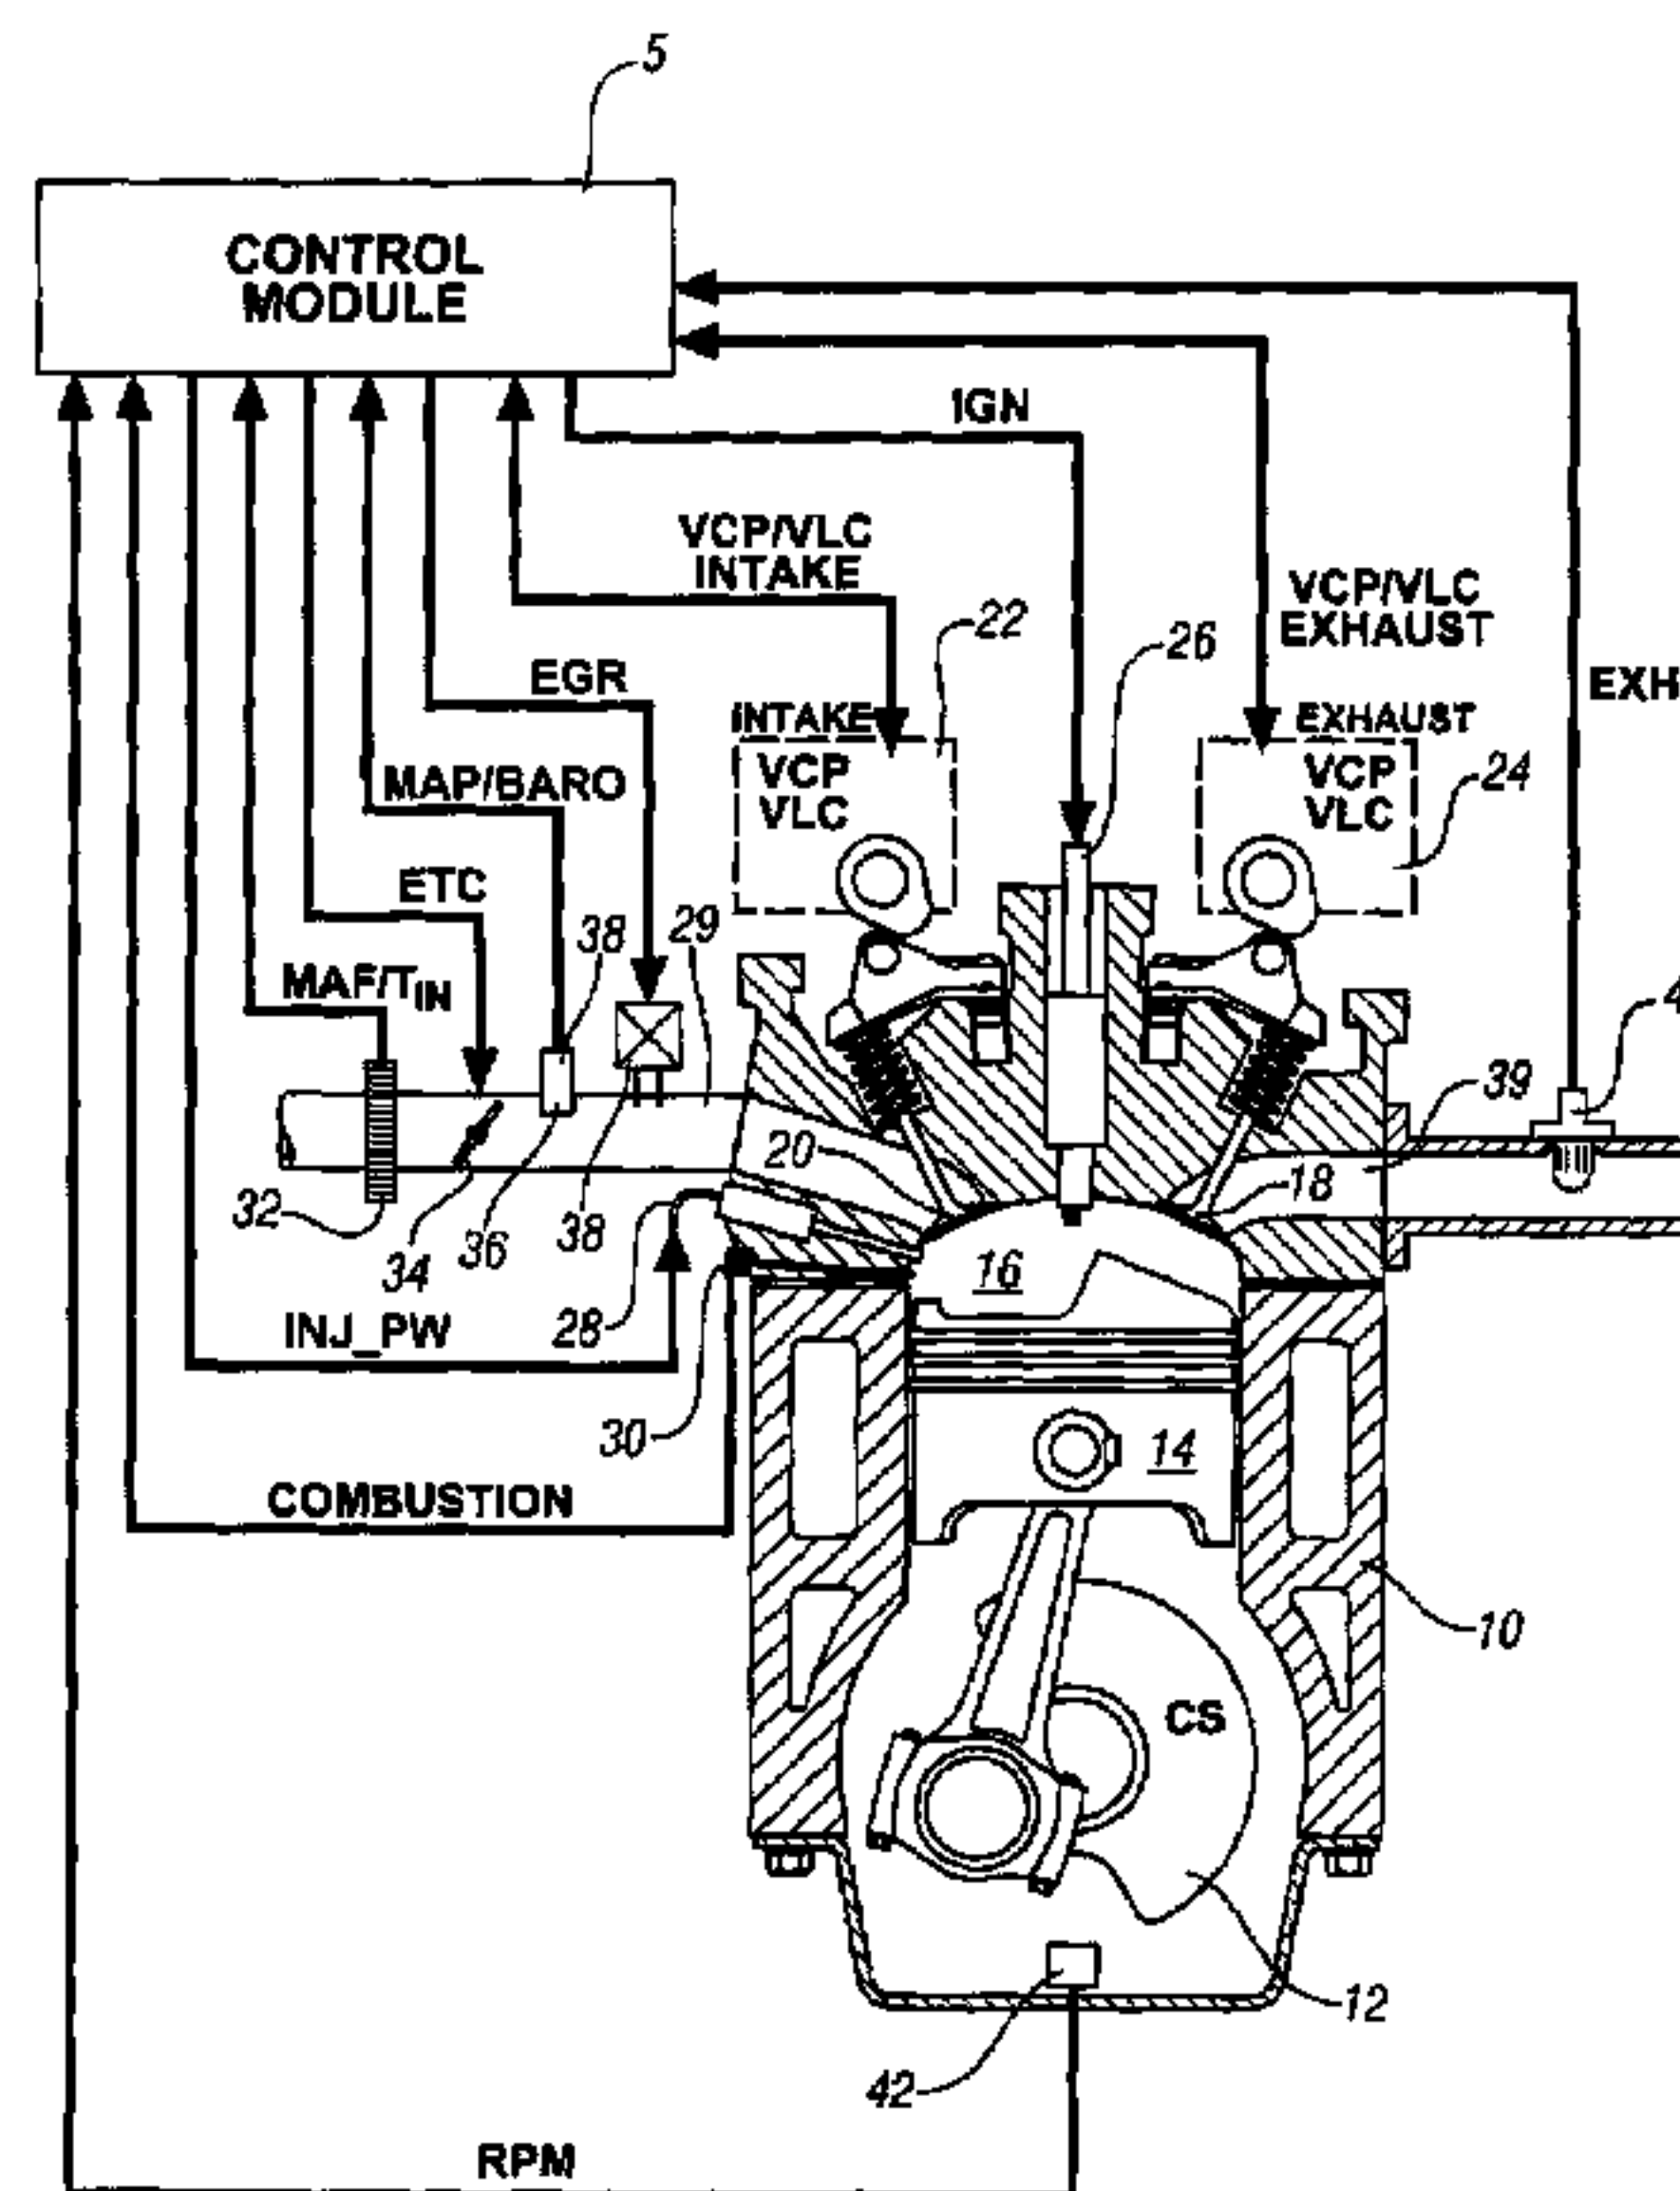 5
CONTROL
MODULE
IGN
VCP/VLC
INTAKE
VCP/VLC
EXHAUST
22
26
EGR
EXH
INTAKE
EXHAUST
VCP
VLC
VCP
VLC
24
MAP/BARO
ETC
38
29
MAF/TIN
4
39
20
18
32
34
36
38
28
16
INJ_PW
30
14
COMBUSTION
10
CS
12
42
RPM